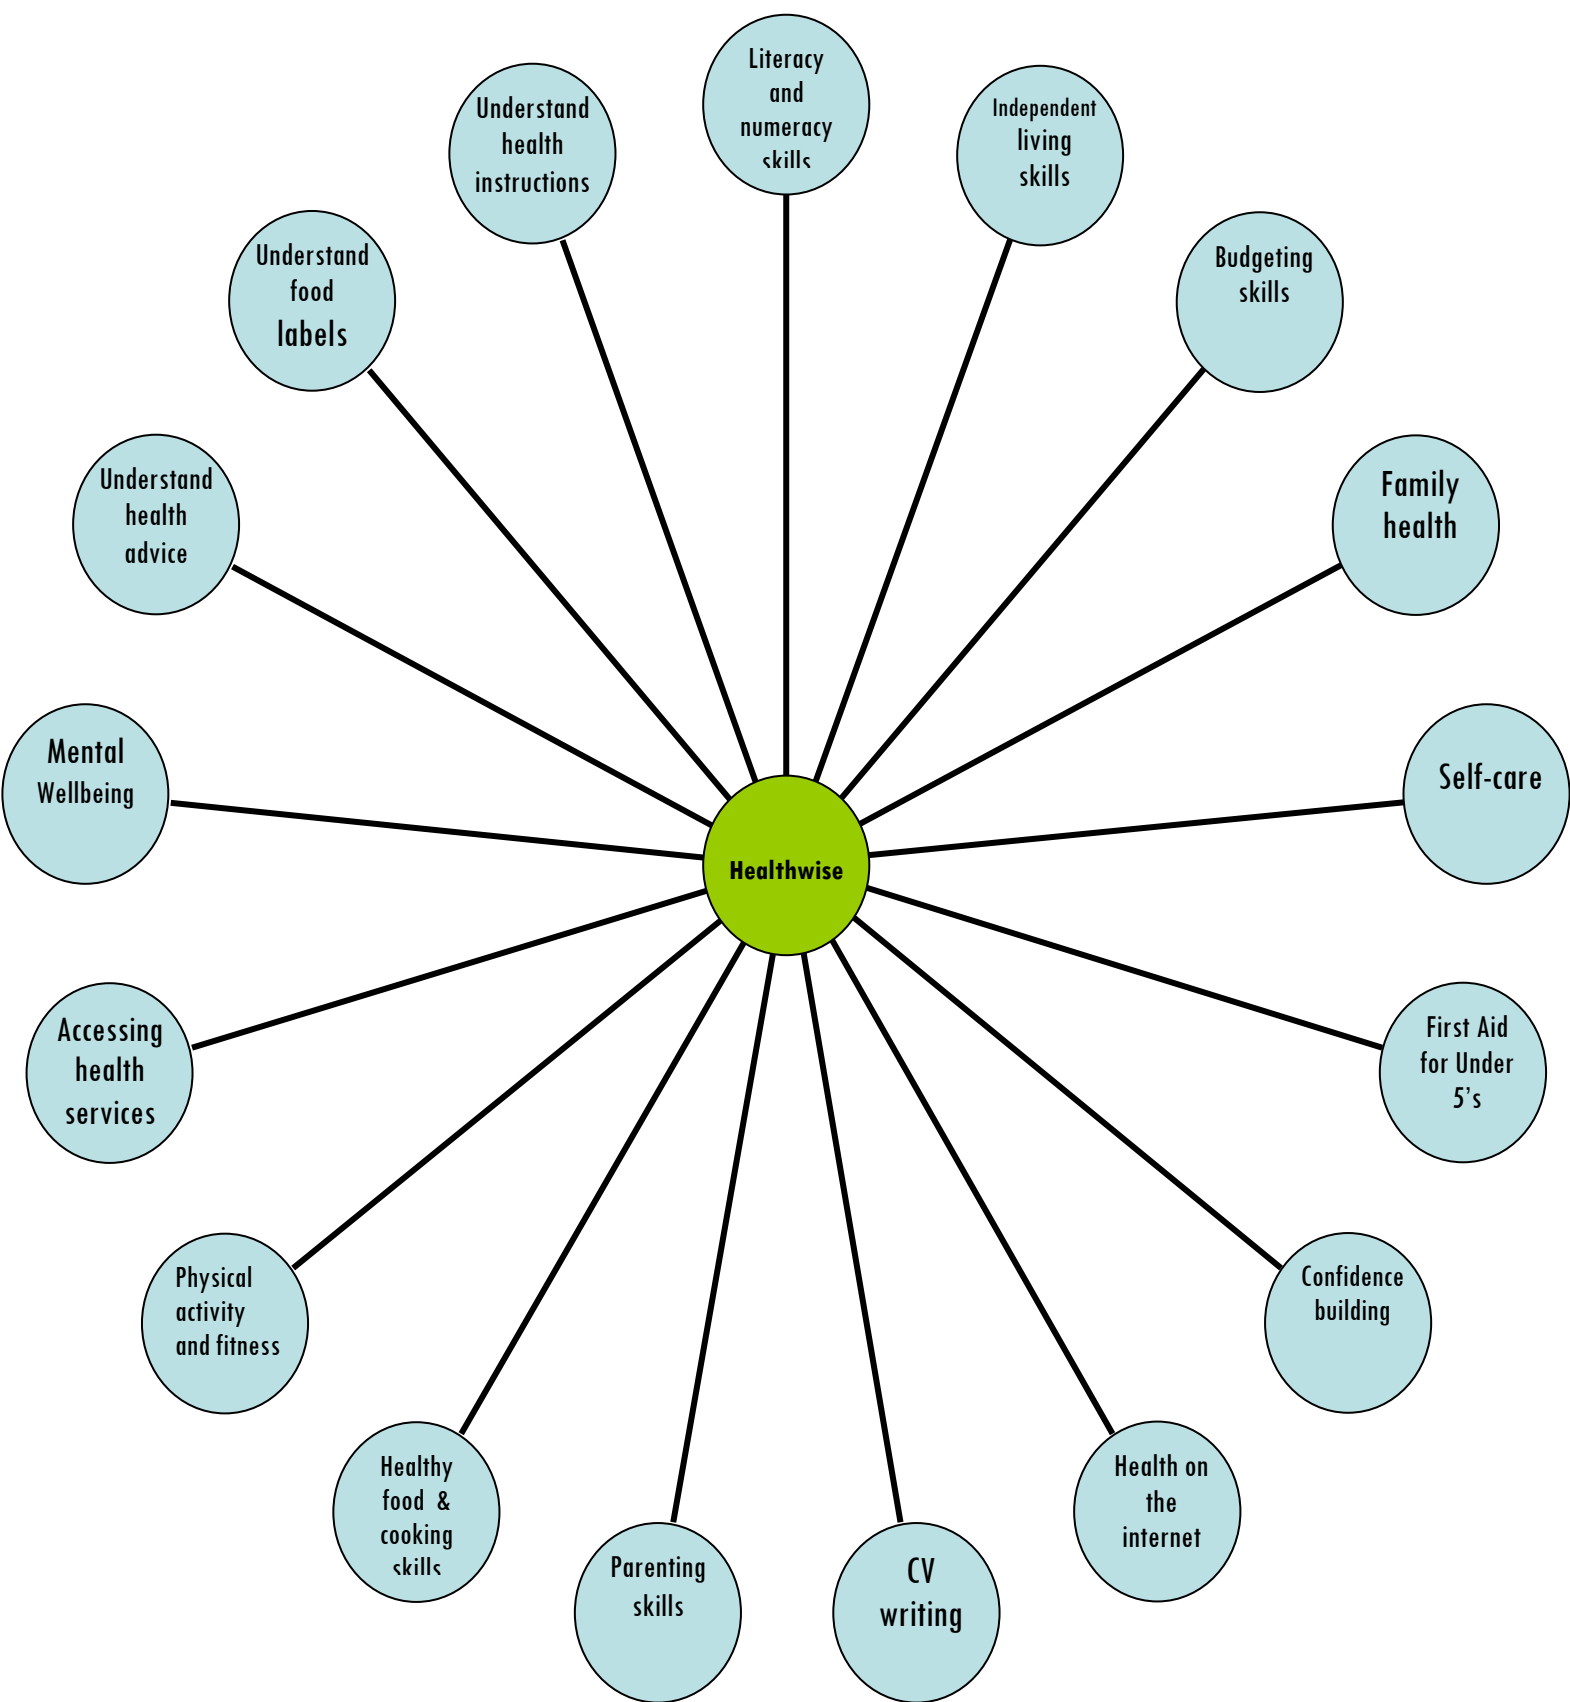 Literacy
and
numeracy
skills
Independent
living
skills
Budgeting
skills
Family
health
Self-care
First Aid
for Under
5’s
Confidence
building
Health on
the
internet
CV
writing
Parenting
skills
Healthy
food & 
cooking
skills
Physical
activity
and fitness
Accessing
health
services
Mental
Wellbeing
Understand
health
advice
Understand
food
labels
Understand
health
instructions
Healthwise